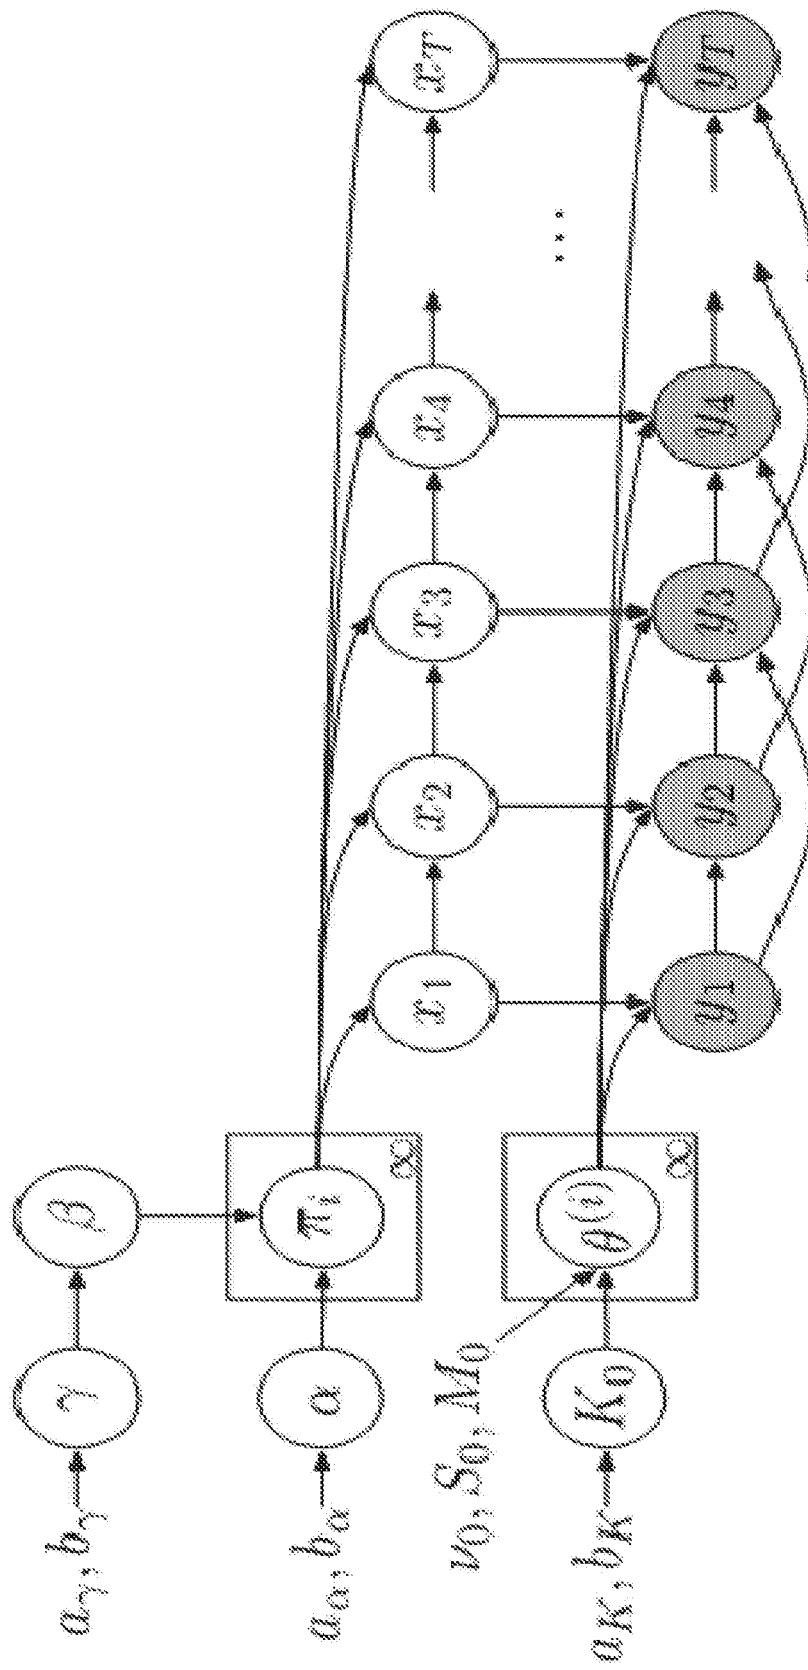 a_γ, b_γ
γ
β
a_α, b_α
α
π_i
∞
x_1
x_2
x_3
x_4
x_T
...
ν_0, S_0, M_0
a_K, b_K
K_0
θ^(i)
∞
y_1
y_2
y_3
y_4
y_T